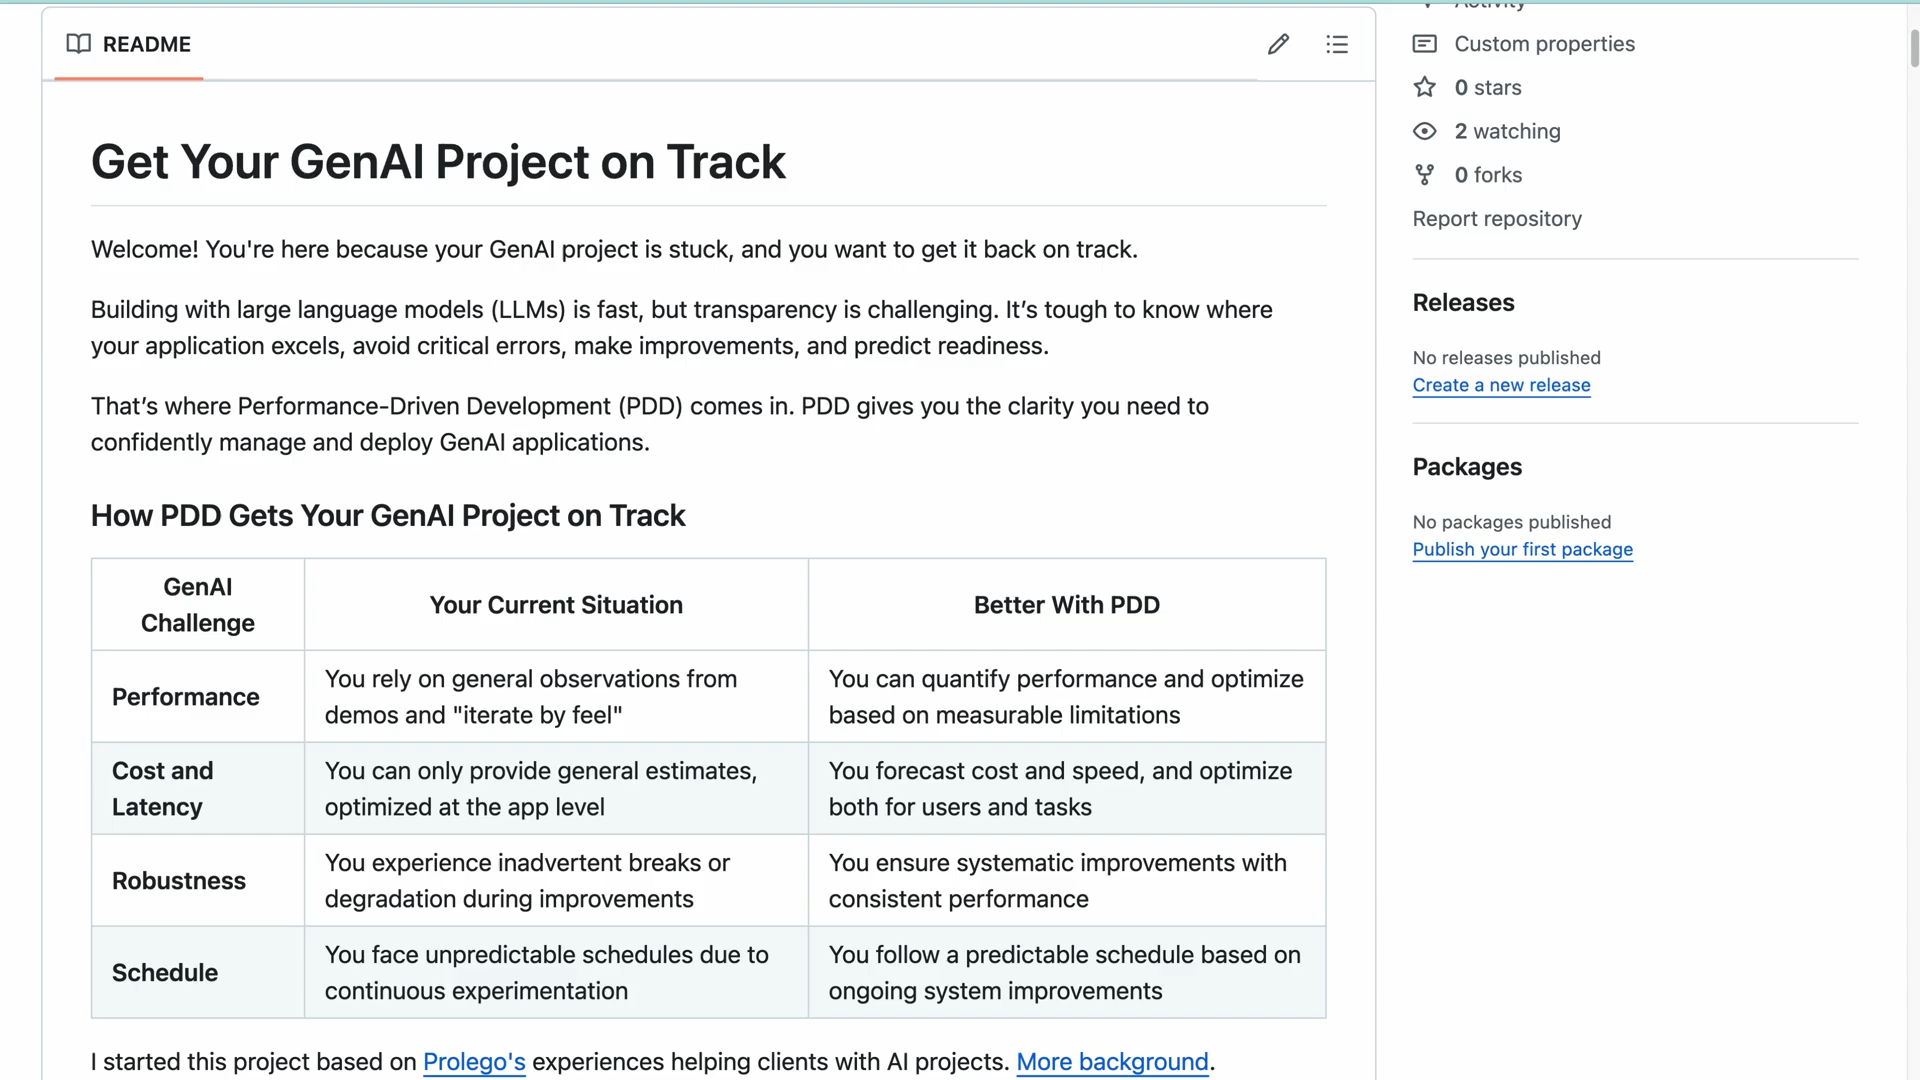 README
Get Your GenAI Project on Track
Welcome! You're here because your GenAI project is stuck, and you want to get it back on track.
Building with large language models (LLMs) is fast, but transparency is challenging. It’s tough to know where
your application excels, avoid critical errors, make improvements, and predict readiness.
That’s where Performance-Driven Development (PDD) comes in. PDD gives you the clarity you need to
confidently manage and deploy GenAI applications.
How PDD Gets Your GenAI Project on Track
GenAI
Challenge
Your Current Situation
Better With PDD
Performance
You rely on general observations from
demos and "iterate by feel"
You can quantify performance and optimize
based on measurable limitations
Cost and
Latency
You can only provide general estimates,
optimized at the app level
You forecast cost and speed, and optimize
both for users and tasks
Robustness
You experience inadvertent breaks or
degradation during improvements
You ensure systematic improvements with
consistent performance
Schedule
You face unpredictable schedules due to
continuous experimentation
You follow a predictable schedule based on
ongoing system improvements
I started this project based on Prolego's experiences helping clients with AI projects. More background.
Activity
Custom properties
0 stars
2 watching
0 forks
Report repository
Releases
No releases published
Create a new release
Packages
No packages published
Publish your first package